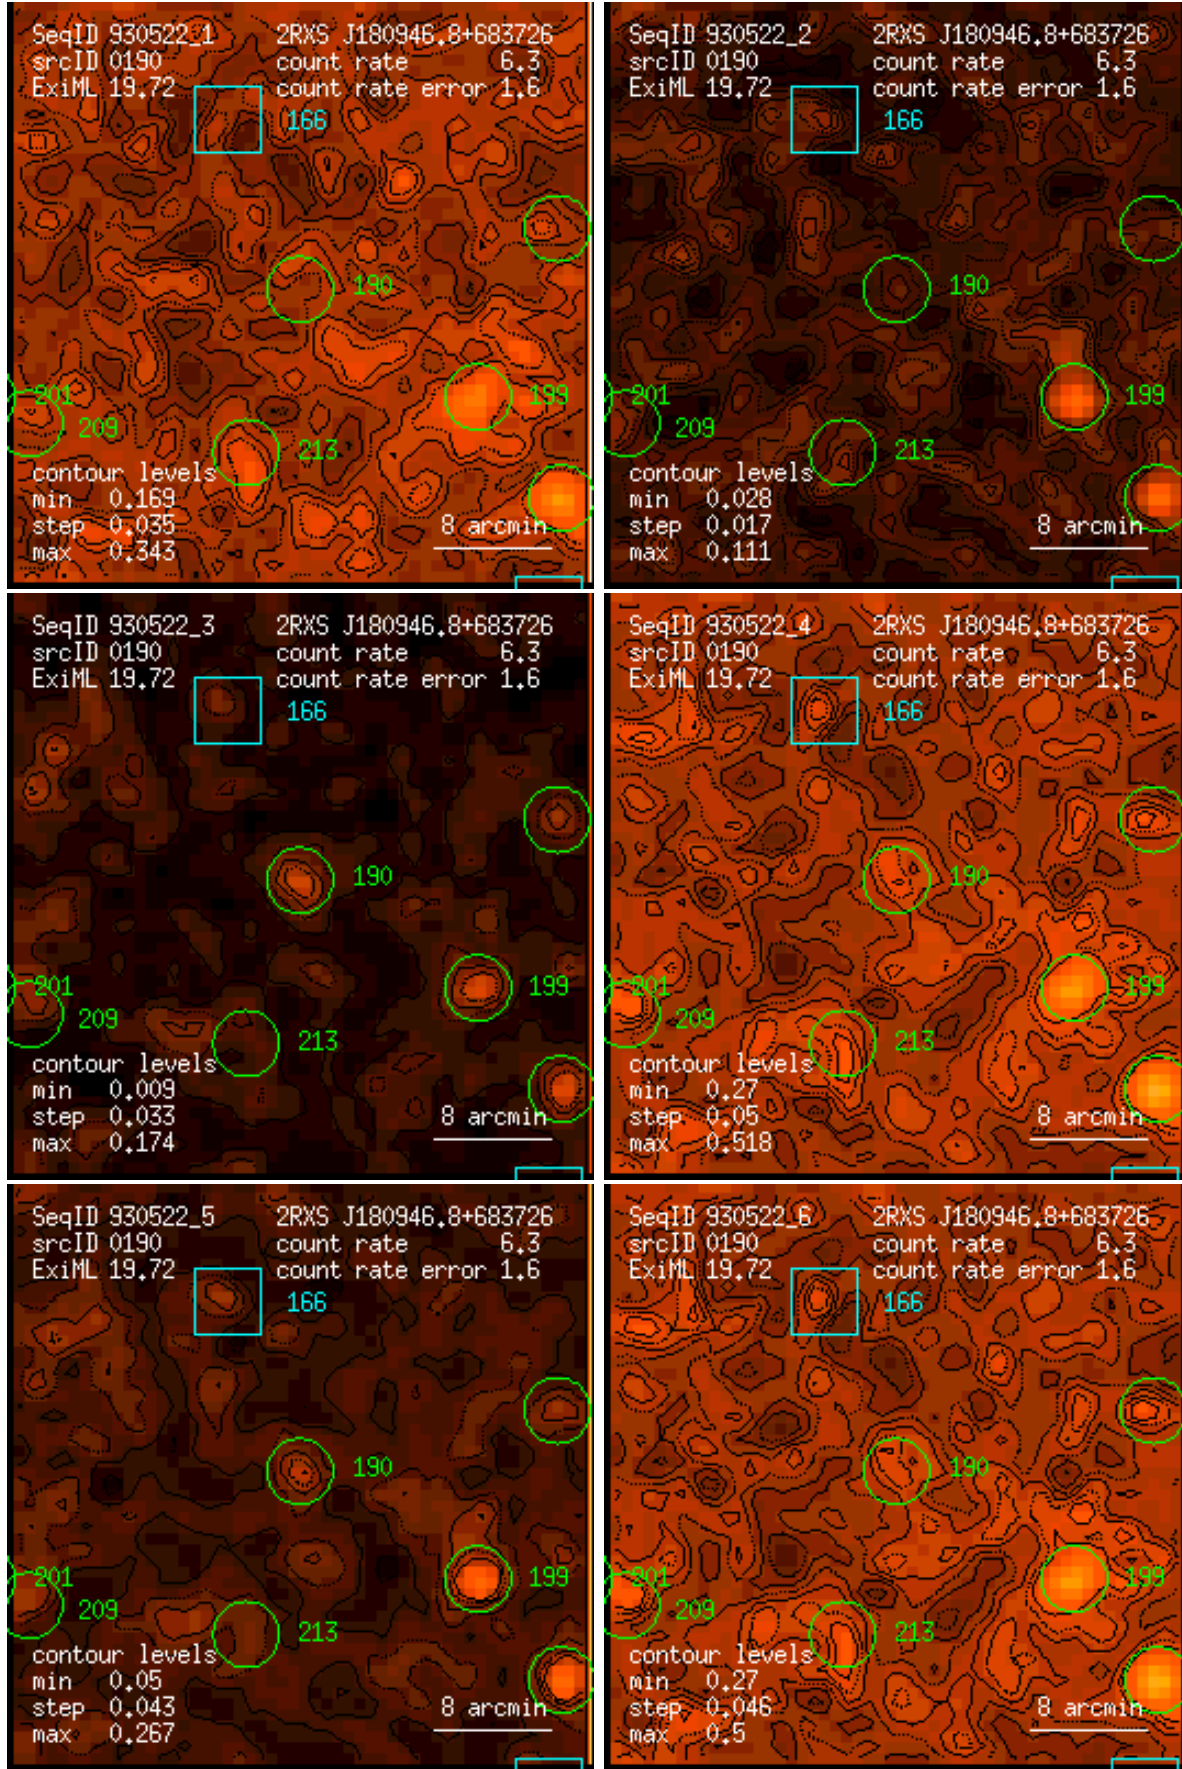 SeqID 930522_1 2RXS J180946.8+683726
srcID 0190 count rate 6.3
ExiML 19.72 count rate error 1.6
166
190
201
199
209
213
contour levels
min 0.169
step 0.035 8 arcmin
max 0.343
SeqID 930522_2 2RXS J180946.8+683726
srcID 0190 count rate 6.3
ExiML 19.72 count rate error 1.6
166
190
201
199
209
213
contour levels
min 0.028
step 0.017 8 arcmin
max 0.111
SeqID 930522_3 2RXS J180946.8+683726
srcID 0190 count rate 6.3
ExiML 19.72 count rate error 1.6
166
190
201
199
209
213
contour levels
min 0.009
step 0.033 8 arcmin
max 0.174
SeqID 930522_4 2RXS J180946.8+683726
srcID 0190 count rate 6.3
ExiML 19.72 count rate error 1.6
166
190
201
199
209
213
contour levels
min 0.27
step 0.05 8 arcmin
max 0.518
SeqID 930522_5 2RXS J180946.8+683726
srcID 0190 count rate 6.3
ExiML 19.72 count rate error 1.6
166
190
201
199
209
213
contour levels
min 0.05
step 0.043 8 arcmin
max 0.267
SeqID 930522_6 2RXS J180946.8+683726
srcID 0190 count rate 6.3
ExiML 19.72 count rate error 1.6
166
190
201
199
209
213
contour levels
min 0.27
step 0.046 8 arcmin
max 0.5